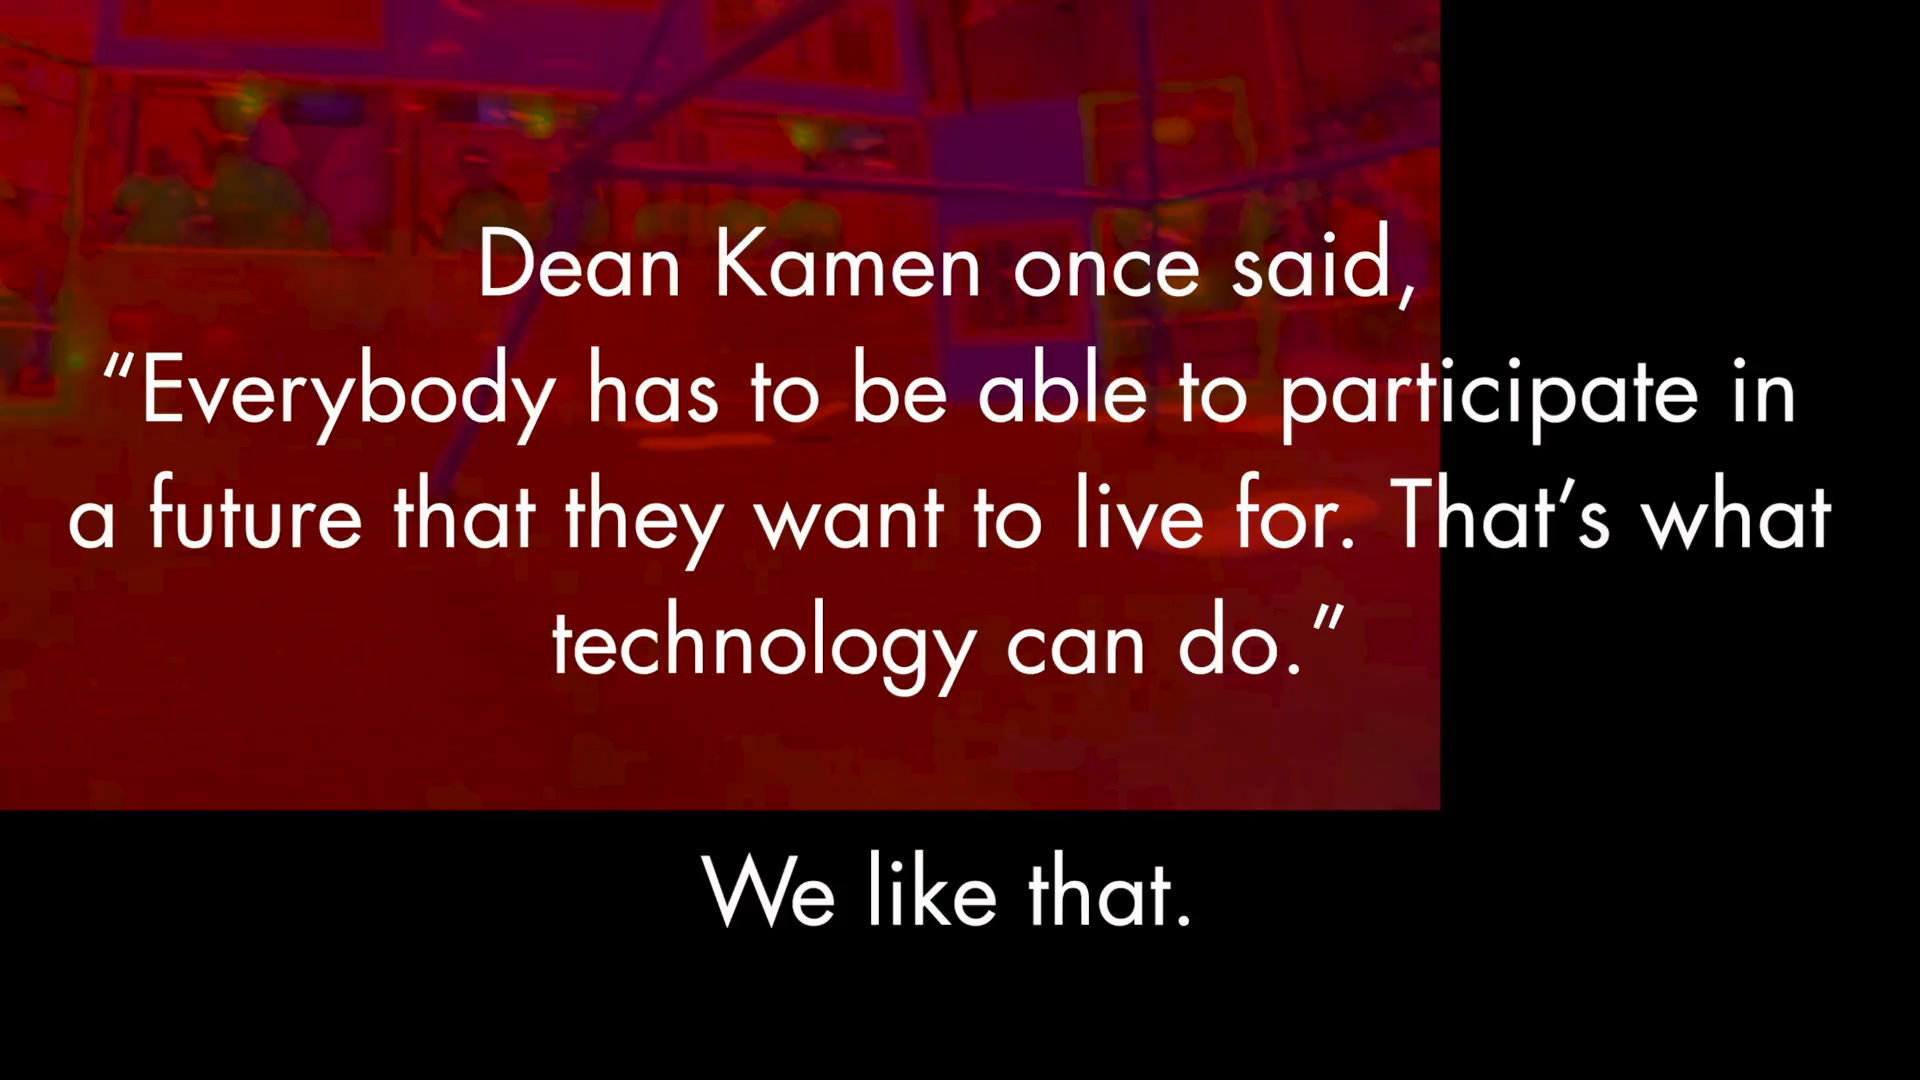 Dean Kamen once said,
“Everybody has to be able to participate in
a future that they want to live for. That’s what
technology can do.”
We like that.